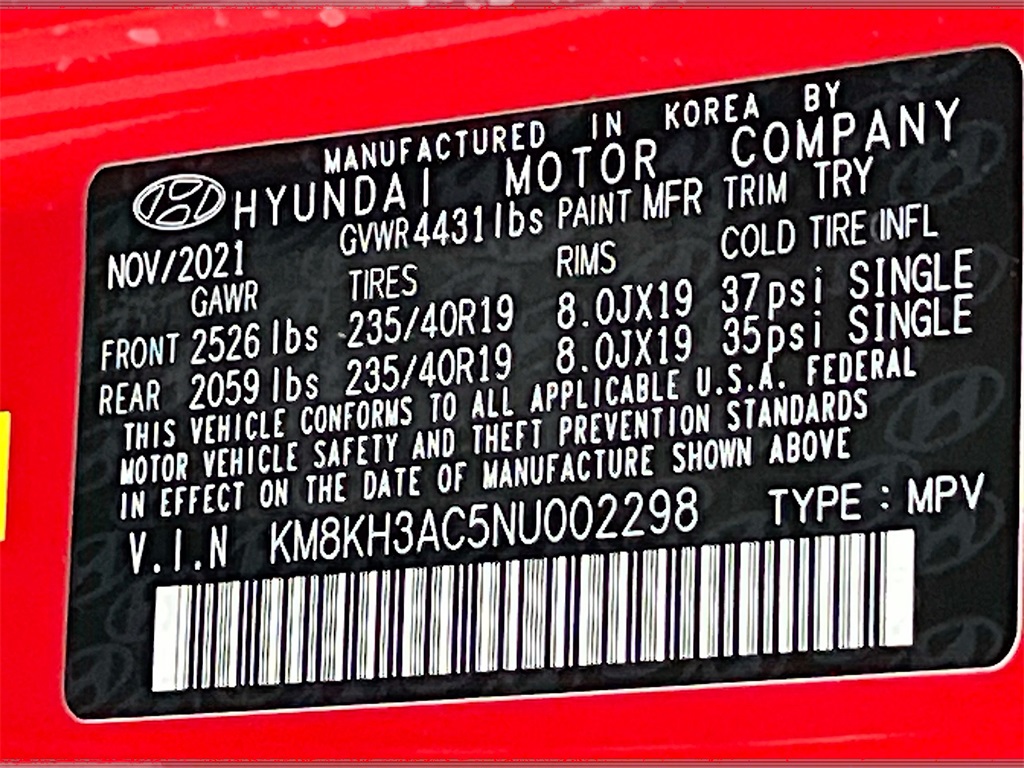 MANUFACTURED IN KOREA BY
HYUNDAI MOTOR COMPANY
NOV/2021 GVWR 4431 lbs PAINT MFR TRIM TRY
GAWR TIRES RIMS COLD TIRE INFL
FRONT 2526 lbs 235/40R19 8.0JX19 37psi SINGLE
REAR 2059 lbs 235/40R19 8.0JX19 35psi SINGLE
THIS VEHICLE CONFORMS TO ALL APPLICABLE U.S.A. FEDERAL
MOTOR VEHICLE SAFETY AND THEFT PREVENTION STANDARDS
IN EFFECT ON THE DATE OF MANUFACTURE SHOWN ABOVE
V.I.N KM8KH3AC5NU002298 TYPE : MPV